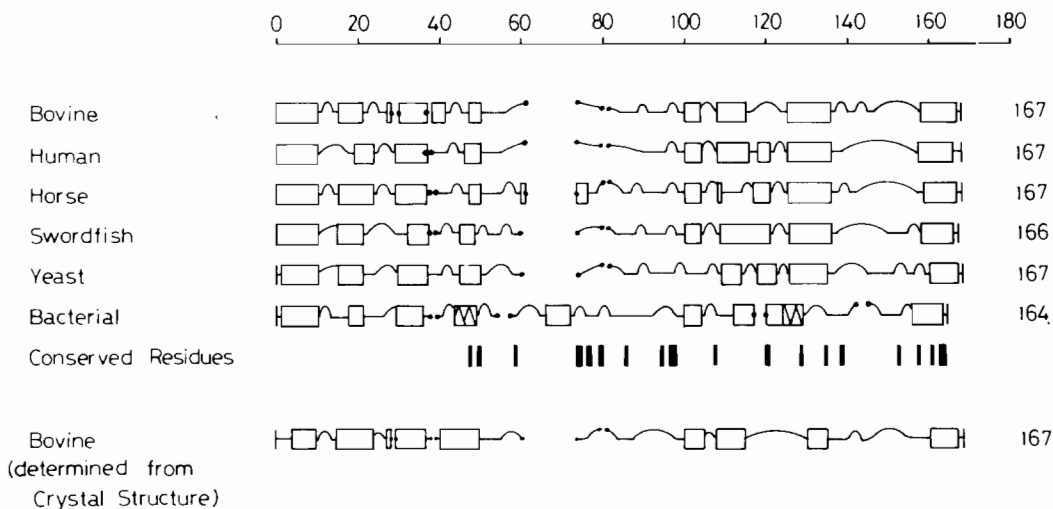 0 20 40 60 80 100 120 140 160 180
Bovine 167
Human 167
Horse 167
Swordfish 166
Yeast 167
Bacterial 164
Conserved Residues
Bovine 167
(determined from
Crystal Structure)